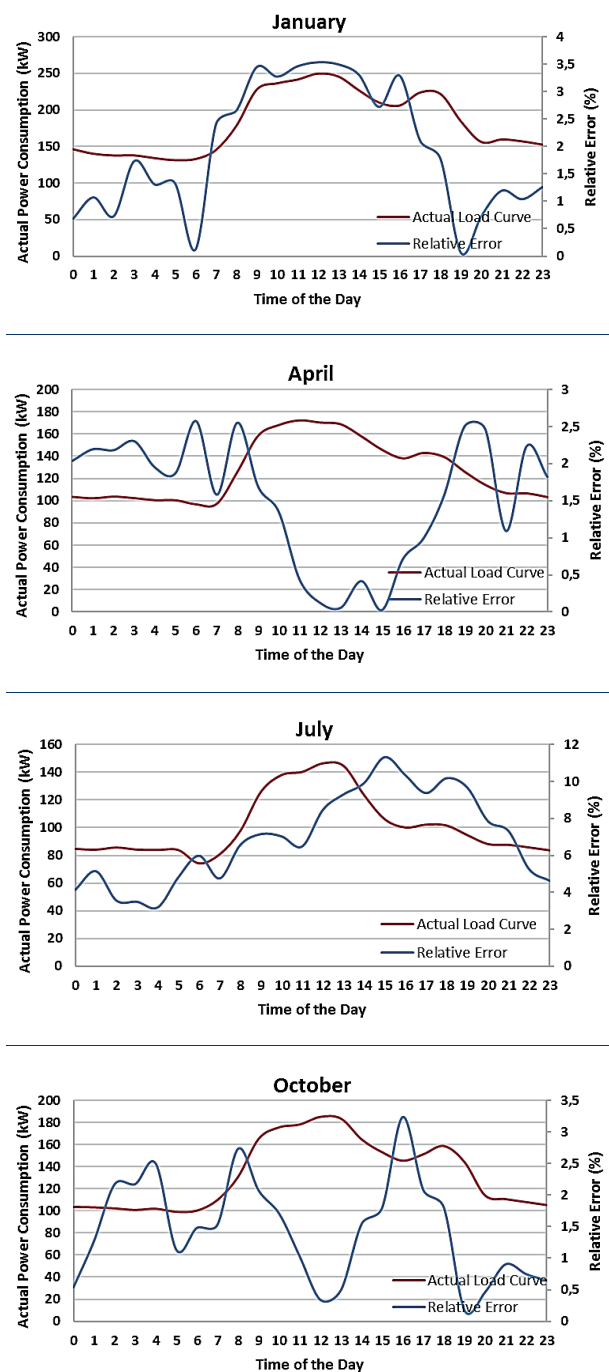 January
Actual Power Consumption (kW)
300
250
200
150
100
50
0
4
3,5
3
2,5
2
1,5
1
0,5
0
Relative Error (%)
Actual Load Curve
Relative Error
0 1 2 3 4 5 6 7 8 9 10 11 12 13 14 15 16 17 18 19 20 21 22 23
Time of the Day
April
Actual Power Consumption (kW)
200
180
160
140
120
100
80
60
40
20
0
3
2,5
2
1,5
1
0,5
0
Relative Error (%)
Actual Load Curve
Relative Error
0 1 2 3 4 5 6 7 8 9 10 11 12 13 14 15 16 17 18 19 20 21 22 23
Time of the Day
July
Actual Power Consumption (kW)
160
140
120
100
80
60
40
20
0
12
10
8
6
4
2
0
Relative Error (%)
Actual Load Curve
Relative Error
0 1 2 3 4 5 6 7 8 9 10 11 12 13 14 15 16 17 18 19 20 21 22 23
Time of the Day
October
Actual Power Consumption (kW)
200
180
160
140
120
100
80
60
40
20
0
3,5
3
2,5
2
1,5
1
0,5
0
Relative Error (%)
Actual Load Curve
Relative Error
0 1 2 3 4 5 6 7 8 9 10 11 12 13 14 15 16 17 18 19 20 21 22 23
Time of the Day